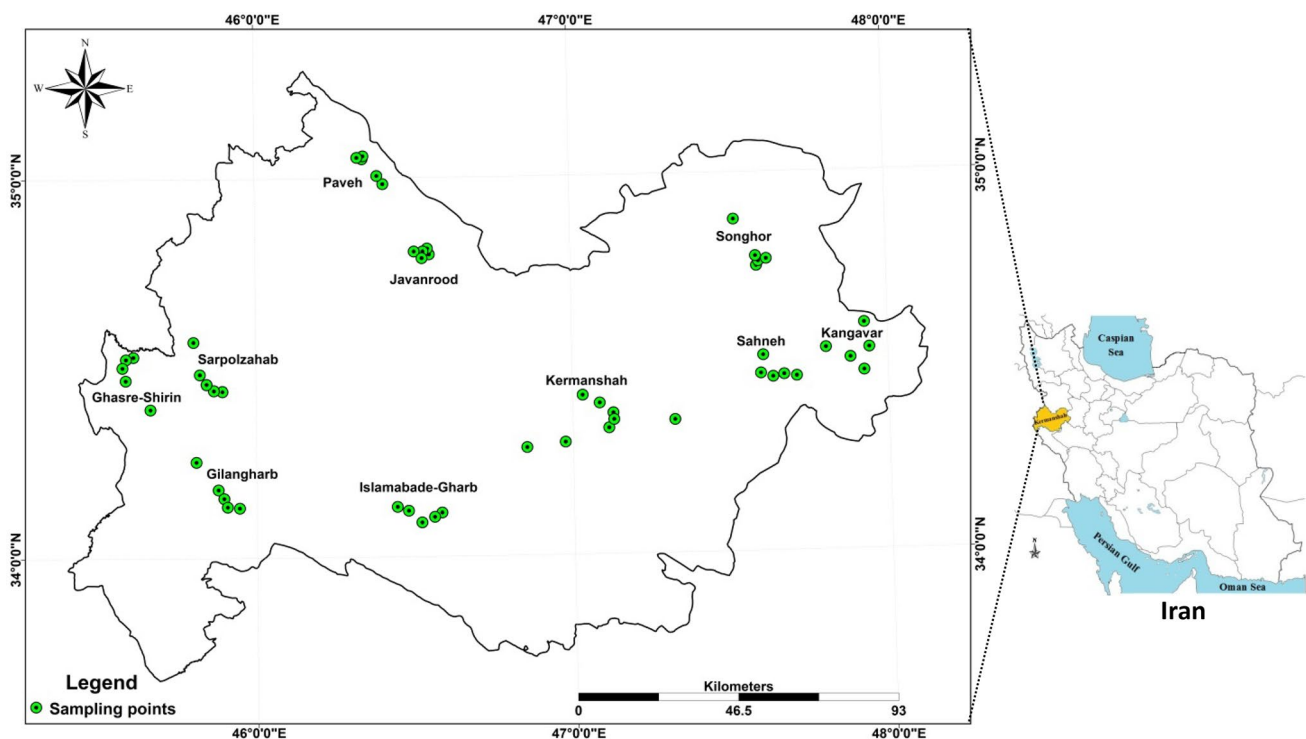 46°0'0"E
47°0'0"E
48°0'0"E
N
W
E
S
35°0'0"N
35°0'0"N
Paveh
Songhor
Javanrood
Kangavar
Sahneh
Sarpolzahab
Kermanshah
Ghasre-Shirin
Gilangharb
Islamabade-Gharb
34°0'0"N
34°0'0"N
Legend
Sampling points
Kilometers
0
46.5
93
46°0'0"E
47°0'0"E
48°0'0"E
Caspian
Sea
Kermanshah
N
Persian Gulf
Oman Sea
Iran